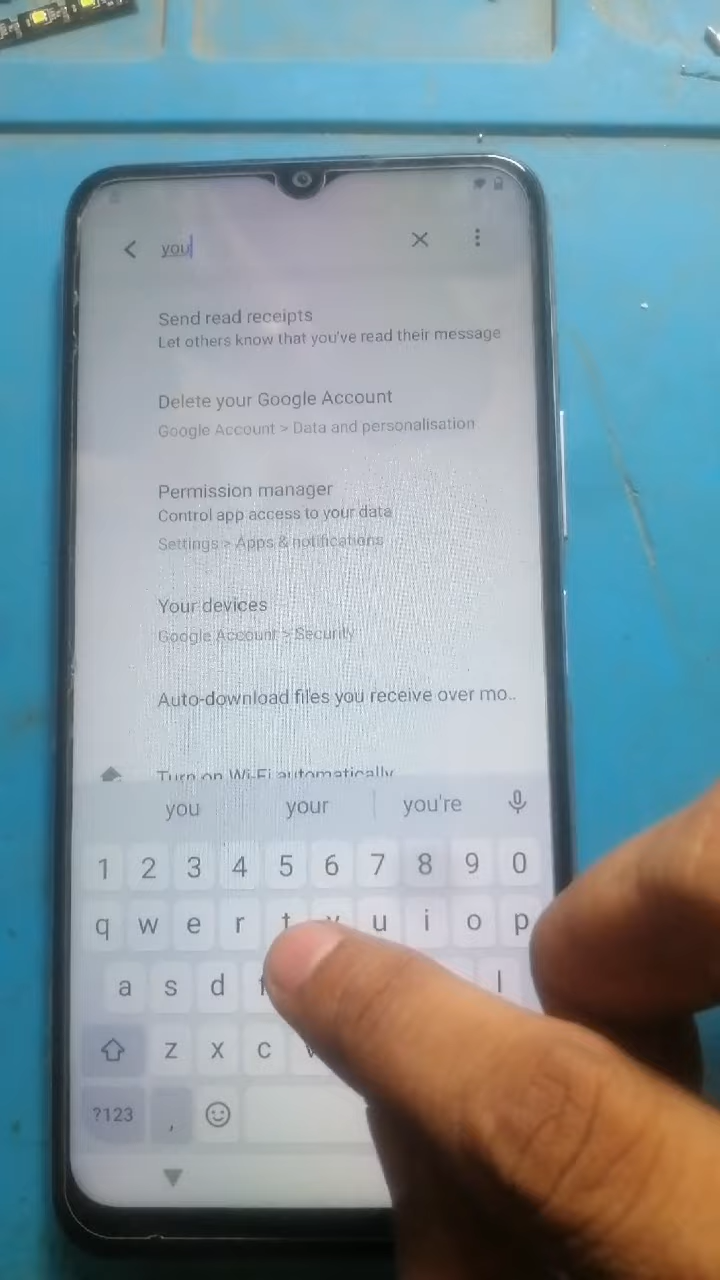 you
Send read receipts
Let others know that you've read their message
Delete your Google Account
Google Account > Data and personalisation
Permission manager
Control app access to your data
Settings > Apps & notifications
Your devices
Google Account > Security
Auto-download files you receive over mo..
Turn on Wi-Fi automatically
you your you're
1 2 3 4 5 6 7 8 9 0
q w e r t y u i o p
a s d f l
z x c v
?123 ,